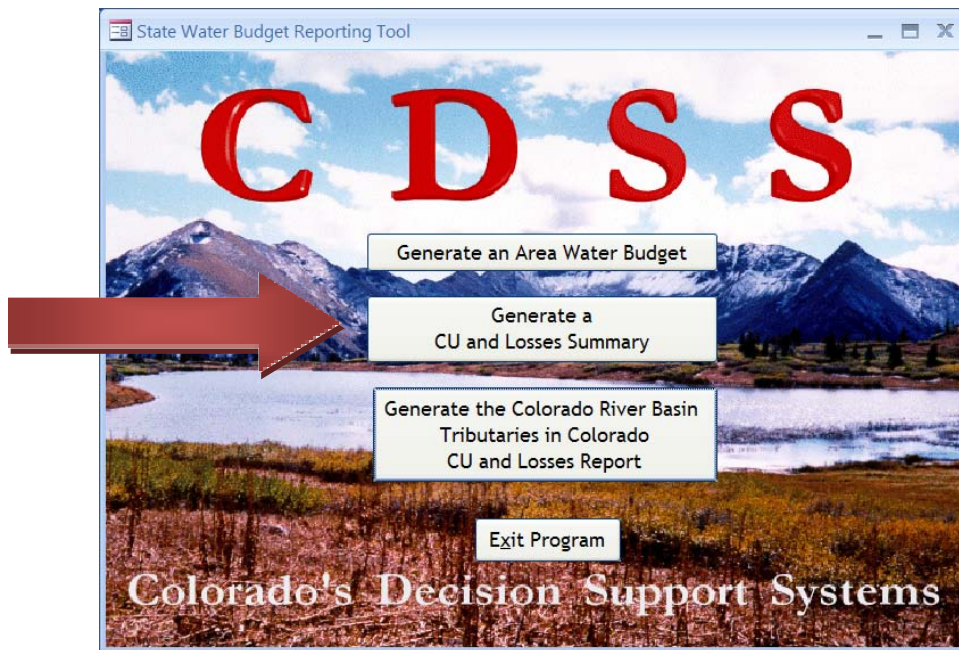 State Water Budget Reporting Tool
C D S S
Generate an Area Water Budget
Generate a
CU and Losses Summary
Generate the Colorado River Basin
Tributaries in Colorado
CU and Losses Report
Exit Program
Colorado's Decision Support Systems